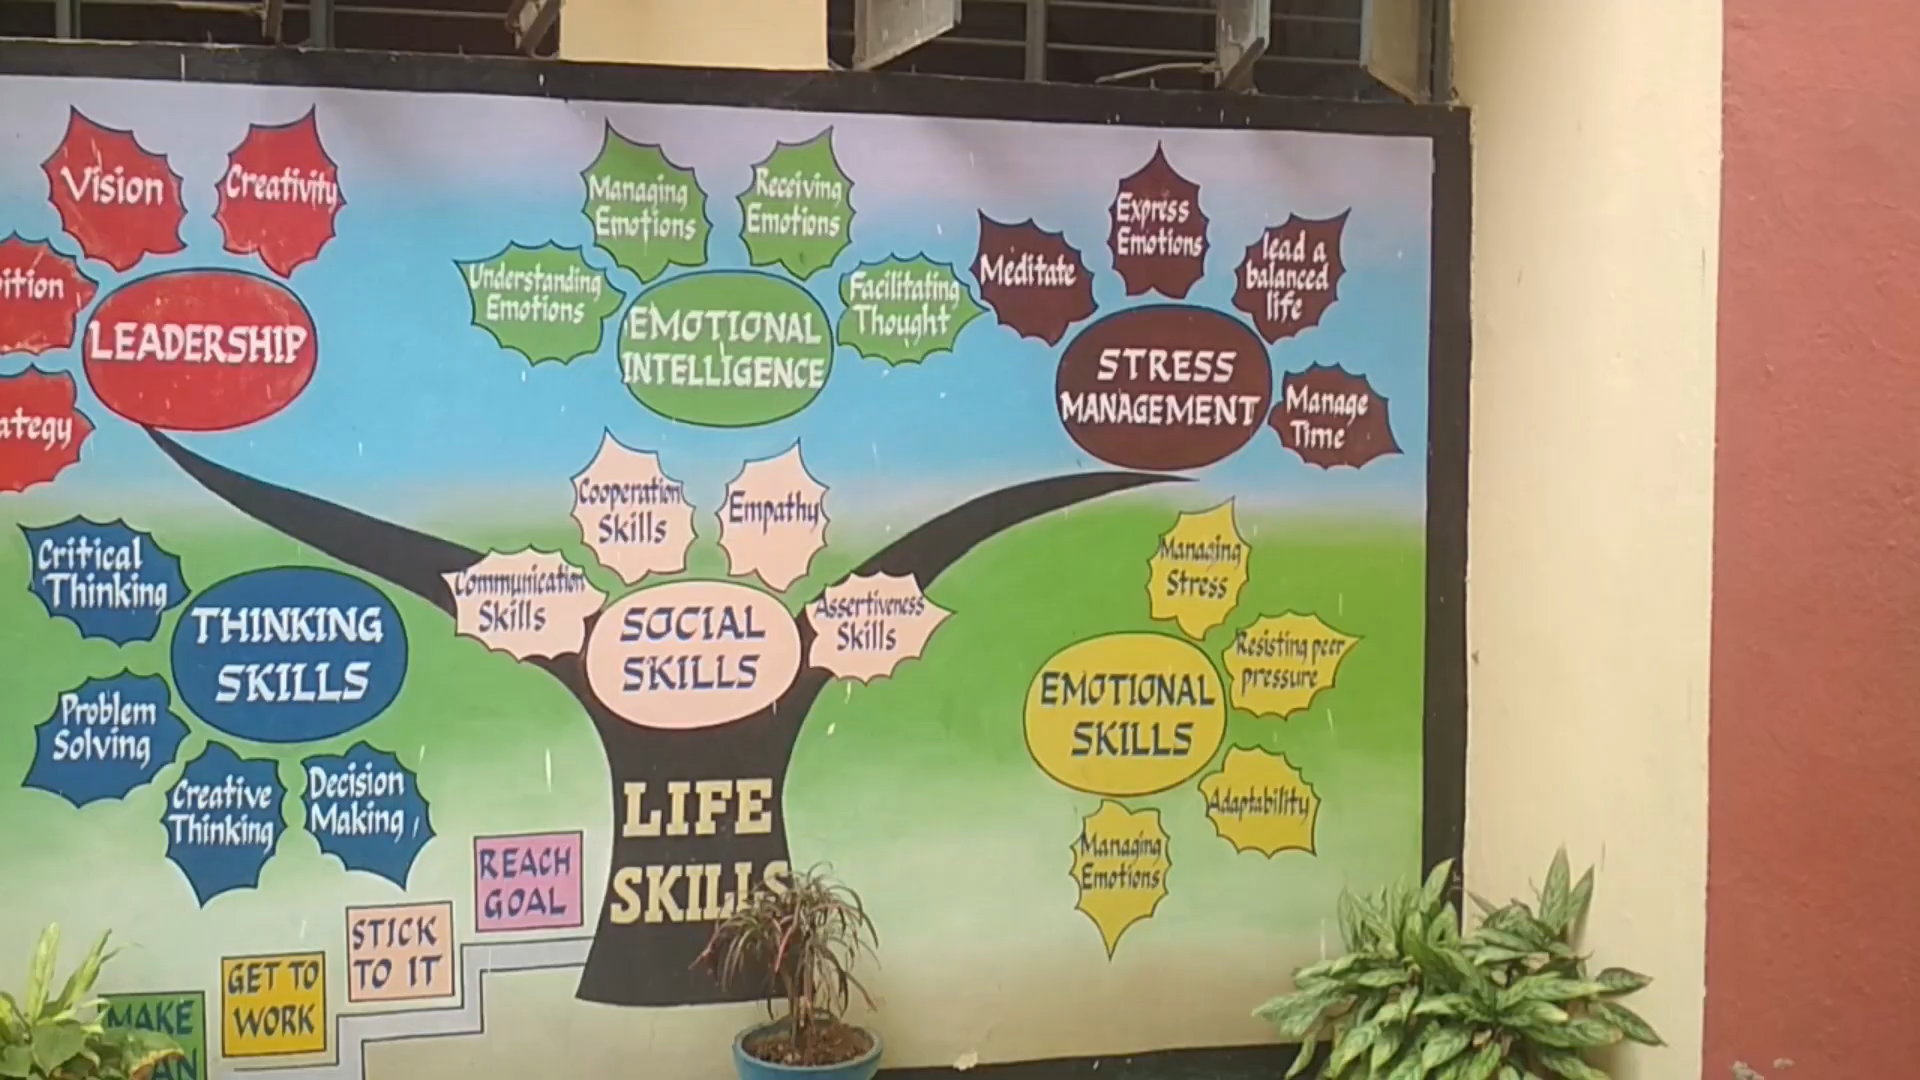 Vision
Creativity
LEADERSHIP
Managing
Emotions
Receiving
Emotions
Understanding
Emotions
Facilitating
Thought
EMOTIONAL
INTELLIGENCE
Meditate
Express
Emotions
lead a
balanced
life
Manage
Time
STRESS
MANAGEMENT
Critical
Thinking
Problem
Solving
Creative
Thinking
Decision
Making
THINKING
SKILLS
Communication
Skills
Cooperation
Skills
Empathy
Assertiveness
Skills
SOCIAL
SKILLS
Managing
Stress
Resisting peer
pressure
Adaptability
Managing
Emotions
EMOTIONAL
SKILLS
LIFE
SKILLS
REACH
GOAL
STICK
TO IT
GET TO
WORK
MAKE